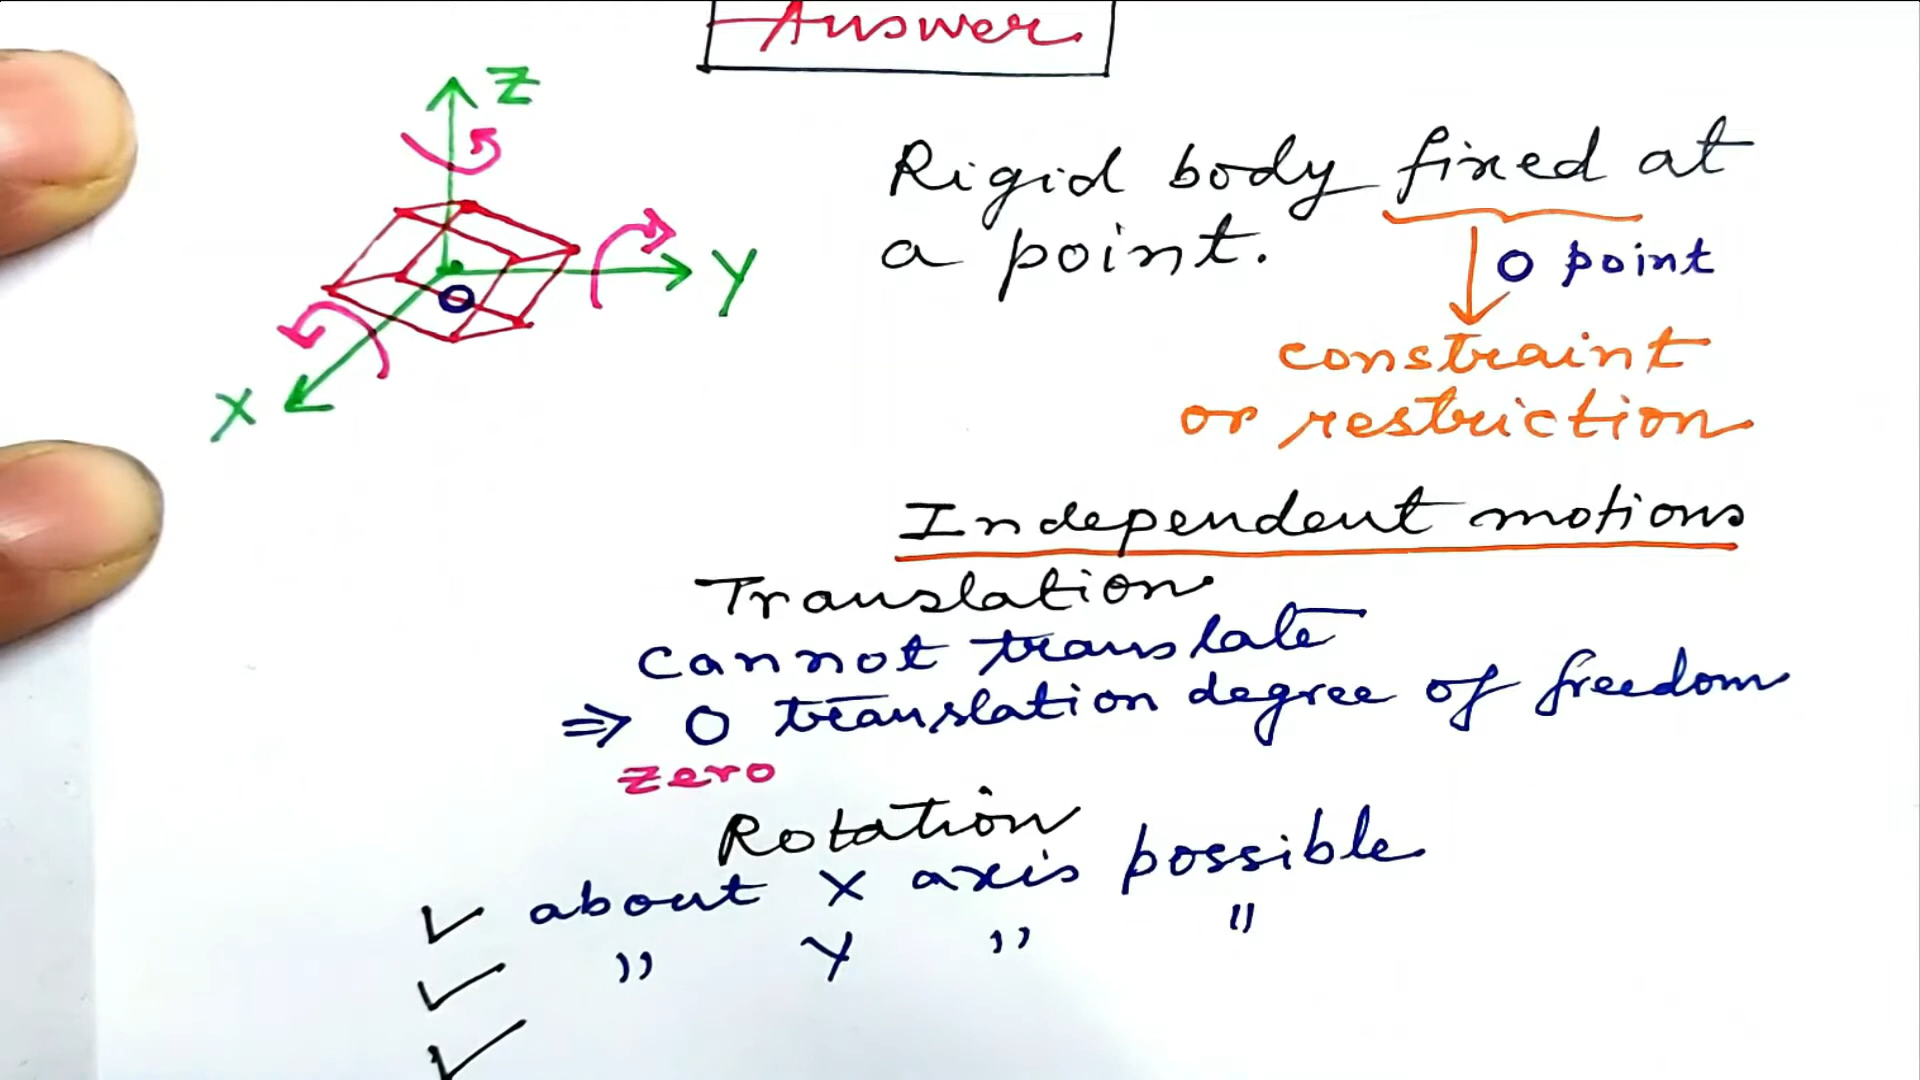 Answer
Z
Y
X
O
Rigid body fixed at
a point.
O point
constraint
or restriction
Independent motions
Translation
cannot translate
⇒ 0 translation degree of freedom
zero
Rotation
✓ about X axis possible
✓ " Y " "
✓